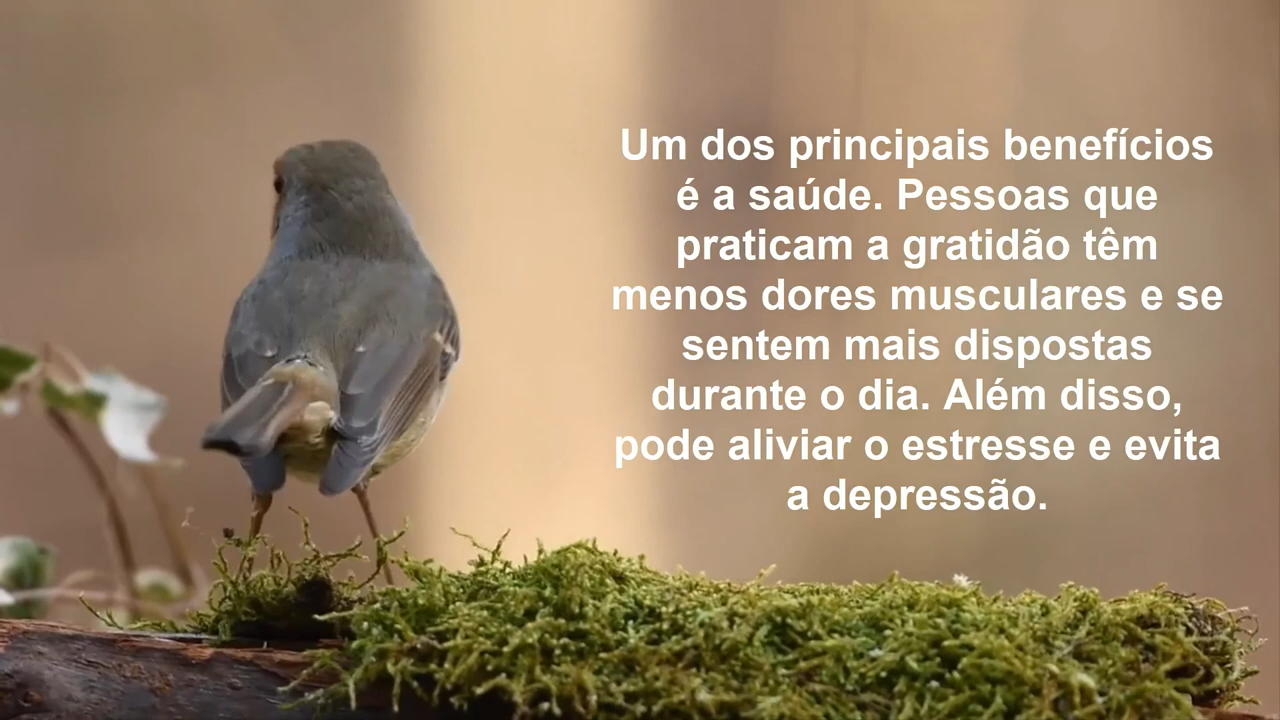 Um dos principais benefícios
é a saúde. Pessoas que
praticam a gratidão têm
menos dores musculares e se
sentem mais dispostas
durante o dia. Além disso,
pode aliviar o estresse e evita
a depressão.